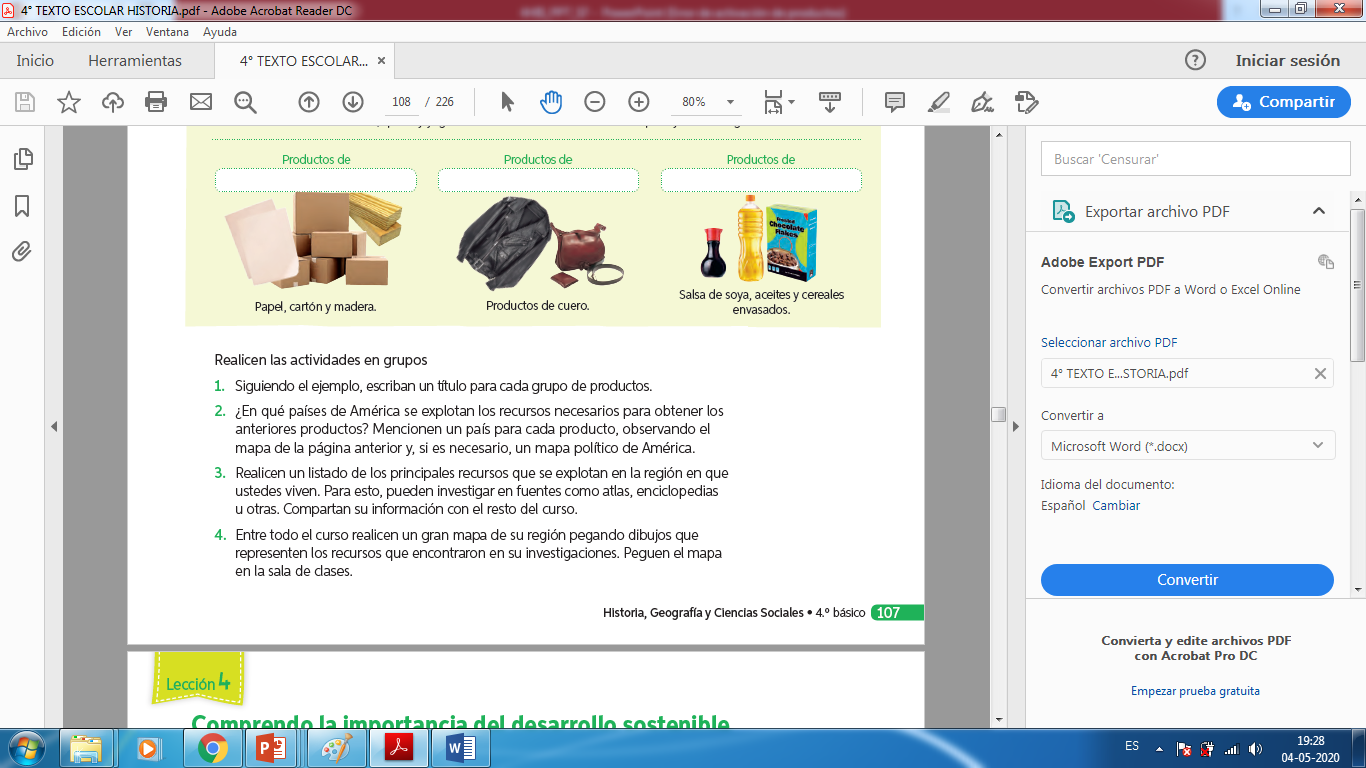 4° TEXTO ESCOLAR HISTORIA.pdf - Adobe Acrobat Reader DC
Archivo Edición Ver Ventana Ayuda
Inicio Herramientas 4° TEXTO ESCOLAR... × Iniciar sesión
108 / 226 80% Compartir
Productos de Productos de Productos de
Papel, cartón y madera.
Productos de cuero.
Salsa de soya, aceites y cereales
envasados.
Realicen las actividades en grupos
1. Siguiendo el ejemplo, escriban un título para cada grupo de productos.
2. ¿En qué países de América se explotan los recursos necesarios para obtener los
anteriores productos? Mencionen un país para cada producto, observando el
mapa de la página anterior y, si es necesario, un mapa político de América.
3. Realicen un listado de los principales recursos que se explotan en la región en que
ustedes viven. Para esto, pueden investigar en fuentes como atlas, enciclopedias
u otras. Compartan su información con el resto del curso.
4. Entre todo el curso realicen un gran mapa de su región pegando dibujos que
representen los recursos que encontraron en su investigaciones. Peguen el mapa
en la sala de clases.
Historia, Geografía y Ciencias Sociales • 4.º básico 107
Lección 4
Comprendo la importancia del desarrollo sostenible
Buscar 'Censurar'
Exportar archivo PDF
Adobe Export PDF
Convertir archivos PDF a Word o Excel Online
Seleccionar archivo PDF
4° TEXTO E...STORIA.pdf
Convertir a
Microsoft Word (*.docx)
Idioma del documento:
Español Cambiar
Convertir
Convierta y edite archivos PDF
con Acrobat Pro DC
Empezar prueba gratuita
ES
19:28
04-05-2020